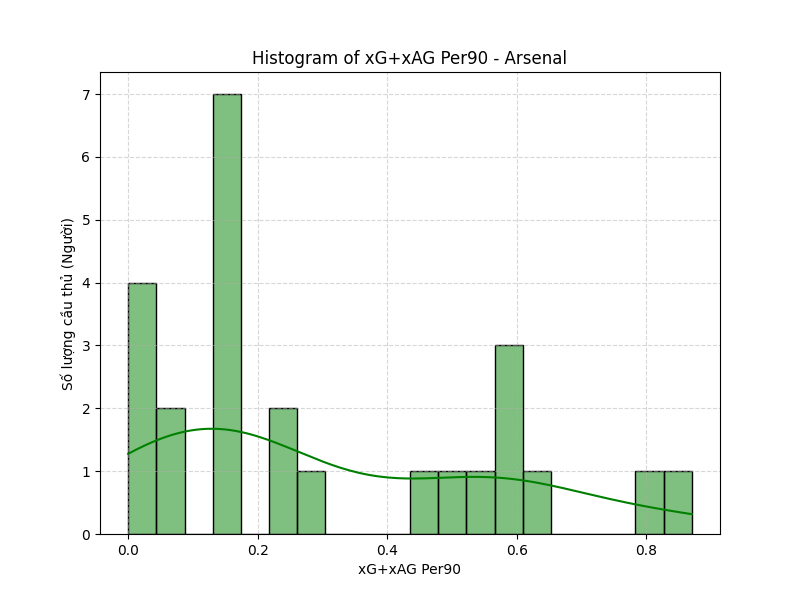 Histogram of xG+xAG Per90 - Arsenal
Số lượng cầu thủ (Người)
7
6
5
4
3
2
1
0
0.0 0.2 0.4 0.6 0.8
xG+xAG Per90